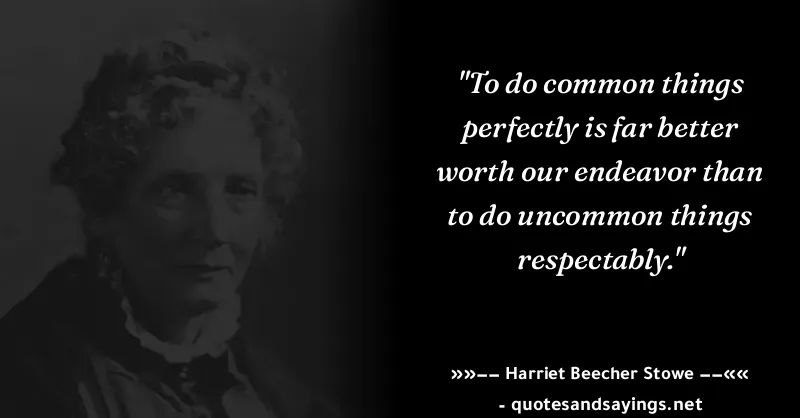 "To do common things
perfectly is far better
worth our endeavor than
to do uncommon things
respectably."
»»−− Harriet Beecher Stowe −−««
- quotesandsayings.net